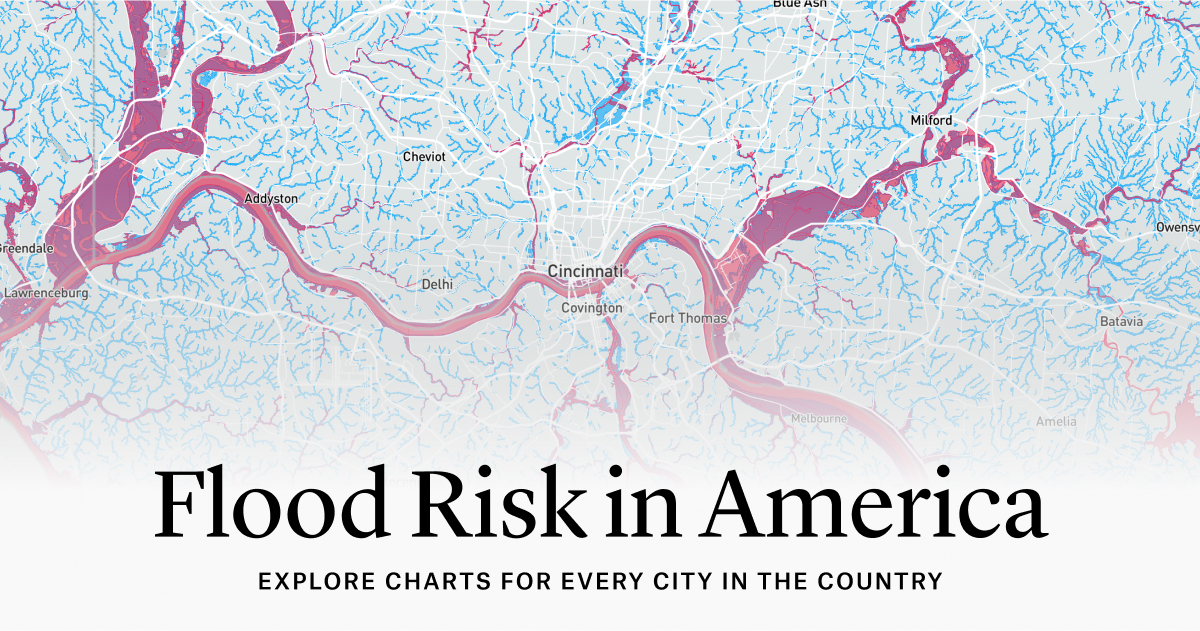 Blue Ash
Milford
Cheviot
Addyston
Greendale
Owensv
Cincinnati
Delhi
Lawrenceburg
Covington
Fort Thomas
Batavia
Melbourne
Amelia
Flood Risk in America
EXPLORE CHARTS FOR EVERY CITY IN THE COUNTRY